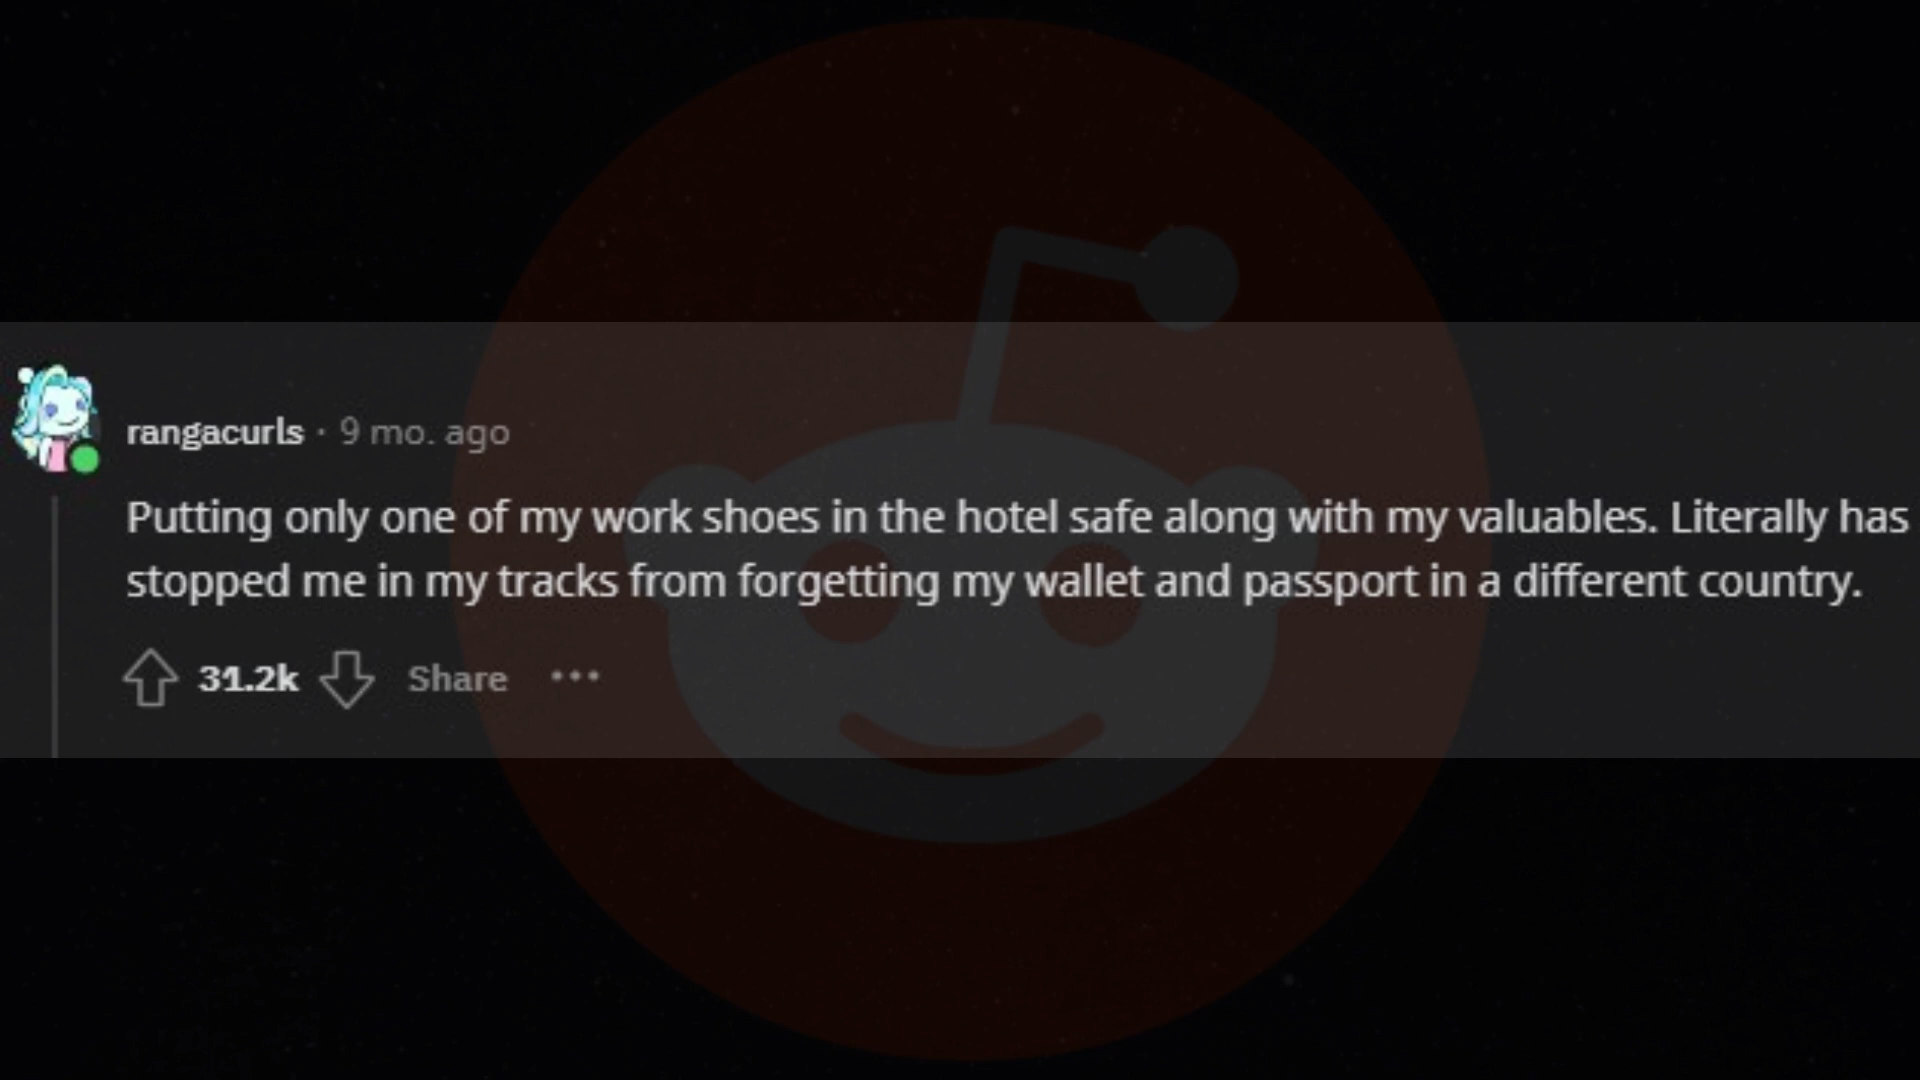 rangacurls · 9 mo. ago
Putting only one of my work shoes in the hotel safe along with my valuables. Literally has
stopped me in my tracks from forgetting my wallet and passport in a different country.
31.2k Share ...